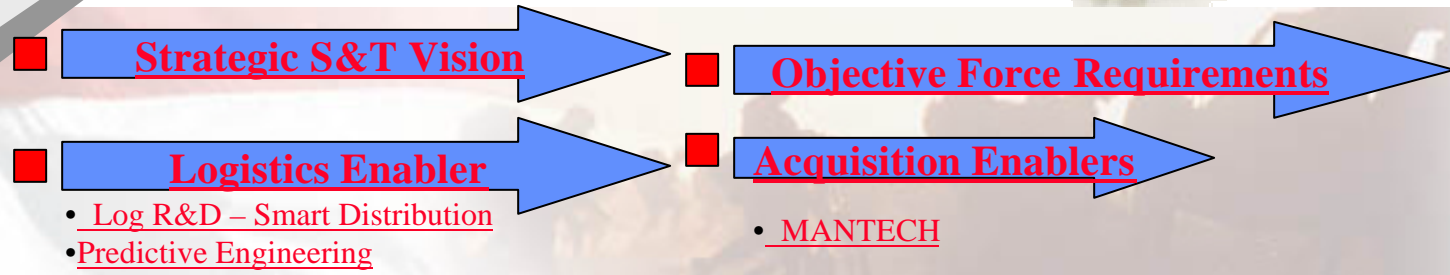 Strategic S&T Vision
Objective Force Requirements
Logistics Enabler
• Log R&D – Smart Distribution
•Predictive Engineering
Acquisition Enablers
• MANTECH